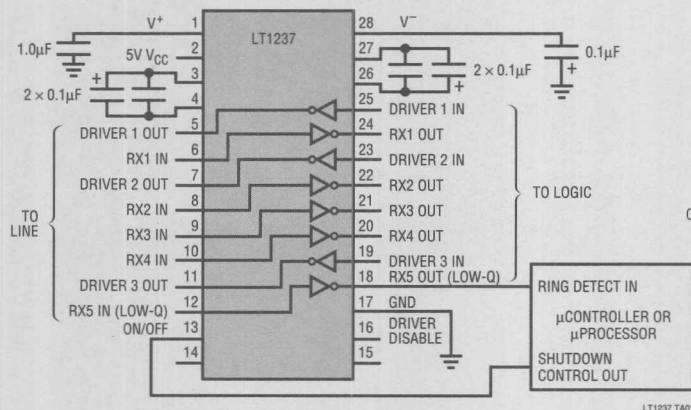 V+ 1 LT1237 28 V−
1.0µF
5V VCC 2 27
0.1µF
3
2 × 0.1µF
26 2 × 0.1µF
4 25 DRIVER 1 IN
DRIVER 1 OUT 5 24 RX1 OUT
RX1 IN 6 23 DRIVER 2 IN
DRIVER 2 OUT 7 22 RX2 OUT
RX2 IN 8 21 RX3 OUT
RX3 IN 9 20 RX4 OUT
RX4 IN 10 19 DRIVER 3 IN
DRIVER 3 OUT 11 18 RX5 OUT (LOW-Q)
RX5 IN (LOW-Q) 12 17 GND
ON/OFF 13 16 DRIVER
DISABLE
14 15
TO
LINE
TO LOGIC
RING DETECT IN
µCONTROLLER OR
µPROCESSOR
SHUTDOWN
CONTROL OUT